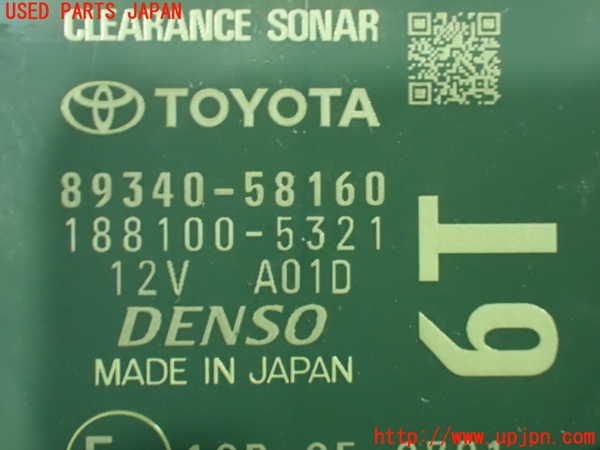 USED PARTS JAPAN
CLEARANCE SONAR
TOYOTA
89340-58160
188100-5321
12V A01D
DENSO
MADE IN JAPAN
6T
http://www.upjpn.com/